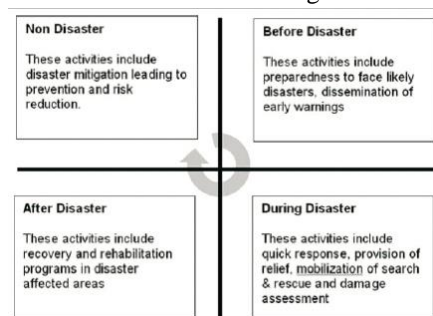 Non Disaster
These activities include
disaster mitigation leading to
prevention and risk
reduction.
Before Disaster
These activities include
preparedness to face likely
disasters, dissemination of
early warnings
After Disaster
These activities include
recovery and rehabilitation
programs in disaster
affected areas
During Disaster
These activities include
quick response, provision of
relief, mobilization of search
& rescue and damage
assessment